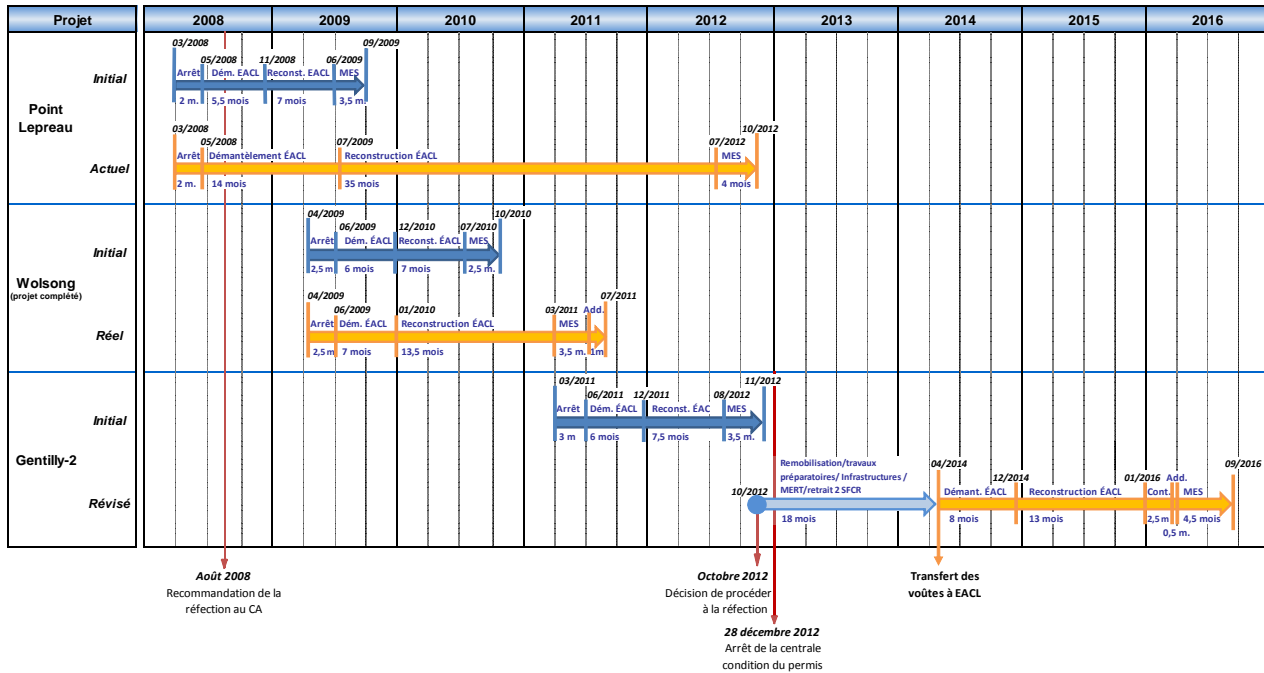 Projet 2008 2009 2010 2011 2012 2013 2014 2015 2016
03/2008 09/2009
05/2008 11/2008 06/2009
Initial Arrêt Dém. EACL Reconst. EACL MES
2 m. 5,5 mois 7 mois 3,5 m.
Point
Lepreau
03/2008 10/2012
05/2008 07/2009 07/2012
Arrêt Démantèlement ÉACL Reconstruction ÉACL MES
Actuel
2 m. 14 mois 35 mois 4 mois
04/2009 10/2010
06/2009 12/2010 07/2010
Initial Arrêt Dém. ÉACL Reconst. ÉACL MES
2,5 m 6 mois 7 mois 2,5 m.
Wolsong
(projet complété)
04/2009 07/2011
06/2009 01/2010 03/2011 Add.
Arrêt Dém. ÉACL Reconstruction ÉACL MES
Réel
2,5 m 7 mois 13,5 mois 3,5 m. 1m
03/2011 11/2012
06/2011 12/2011 08/2012
Initial Arrêt Dém. ÉACL Reconst. ÉAC MES
3 m 6 mois 7,5 mois 3,5 m.
Gentilly-2
Remobilisation/travaux
préparatoires/ Infrastructures /
MERT/retrait 2 SFCR
10/2012 04/2014 12/2014 01/2016 Add. 09/2016
Révisé Démant. ÉACL Reconstruction ÉACL Cont. MES
18 mois 8 mois 13 mois 2,5 m 4,5 mois
0,5 m.
Août 2008
Recommandation de la
réfection au CA
Octobre 2012
Décision de procéder
à la réfection
Transfert des
voûtes à EACL
28 décembre 2012
Arrêt de la centrale
condition du permis